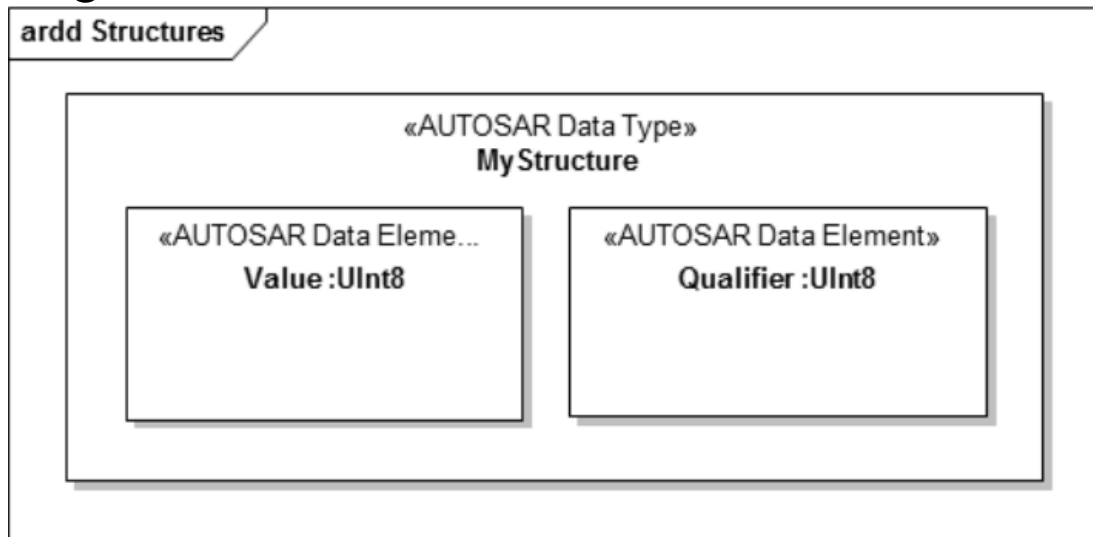 ardd Structures
«AUTOSAR Data Type»
MyStructure
«AUTOSAR Data Eleme...
Value :UInt8
«AUTOSAR Data Element»
Qualifier :UInt8